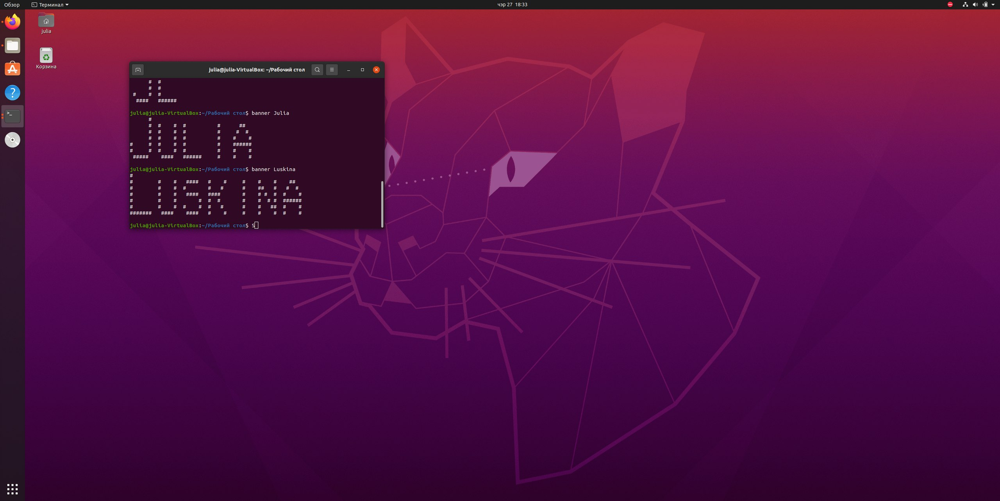 Обзор Терминал чэр 27 18:33
julia
Корзина
julia@julia-VirtualBox: ~/Рабочий стол
      #  #
      #  #
 #    #  #
  ####   ######
julia@julia-VirtualBox:~/Рабочий стол$ banner Julia
      #
      #  #    #  #          #      ##
      #  #    #  #          #     #  #
      #  #    #  #          #    #    #
#     #  #    #  #          #    ######
#     #  #    #  #          #    #    #
 #####    ####   ######     #    #    #
julia@julia-VirtualBox:~/Рабочий стол$ banner Luskina
#
#        #    #   ####   #    #     #    #    #    ##
#        #    #  #       #   #      #    ##   #   #  #
#        #    #   ####   ####       #    # #  #  #    #
#        #    #       #  #  #       #    #  # #  ######
#        #    #  #    #  #   #      #    #   ##  #    #
#######   ####    ####   #    #     #    #    #  #    #
julia@julia-VirtualBox:~/Рабочий стол$ S